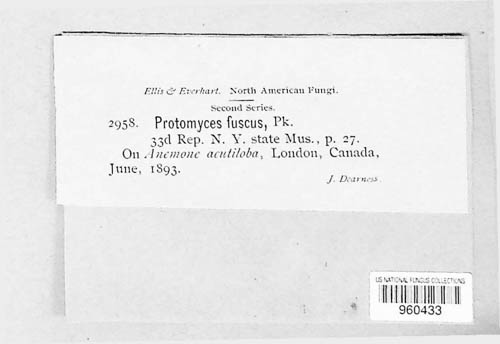 Ellis & Everhart. North American Fungi.
Second Series.
2958. Protomyces fuscus, Pk.
33d Rep. N. Y. state Mus., p. 27.
On Anemone acutiloba, London, Canada,
June, 1893.
J. Dearness.
US NATIONAL FUNGUS COLLECTIONS
960433